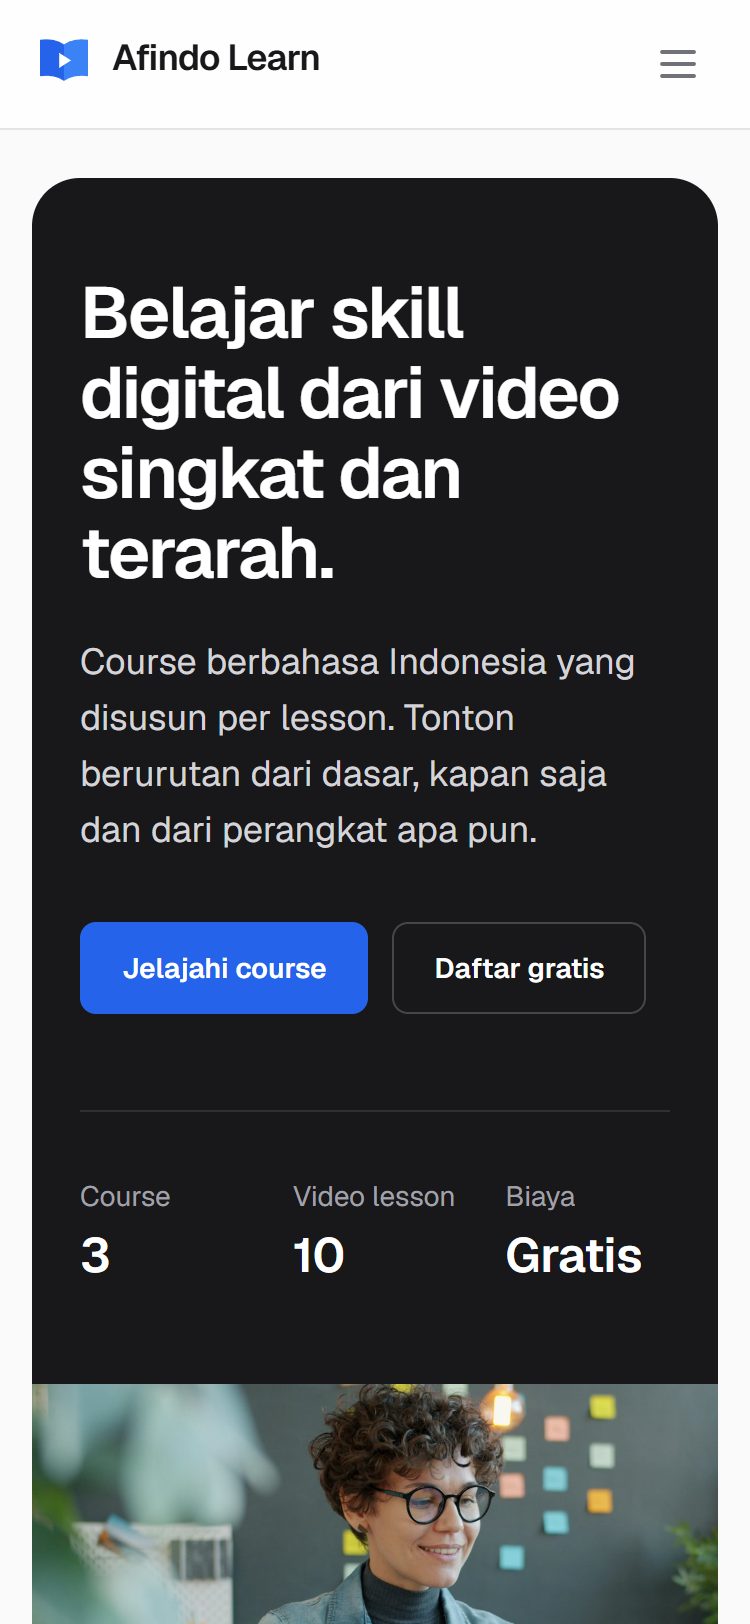 Afindo Learn
Belajar skill
digital dari video
singkat dan
terarah.
Course berbahasa Indonesia yang
disusun per lesson. Tonton
berurutan dari dasar, kapan saja
dan dari perangkat apa pun.
Jelajahi course
Daftar gratis
Course
3
Video lesson
10
Biaya
Gratis